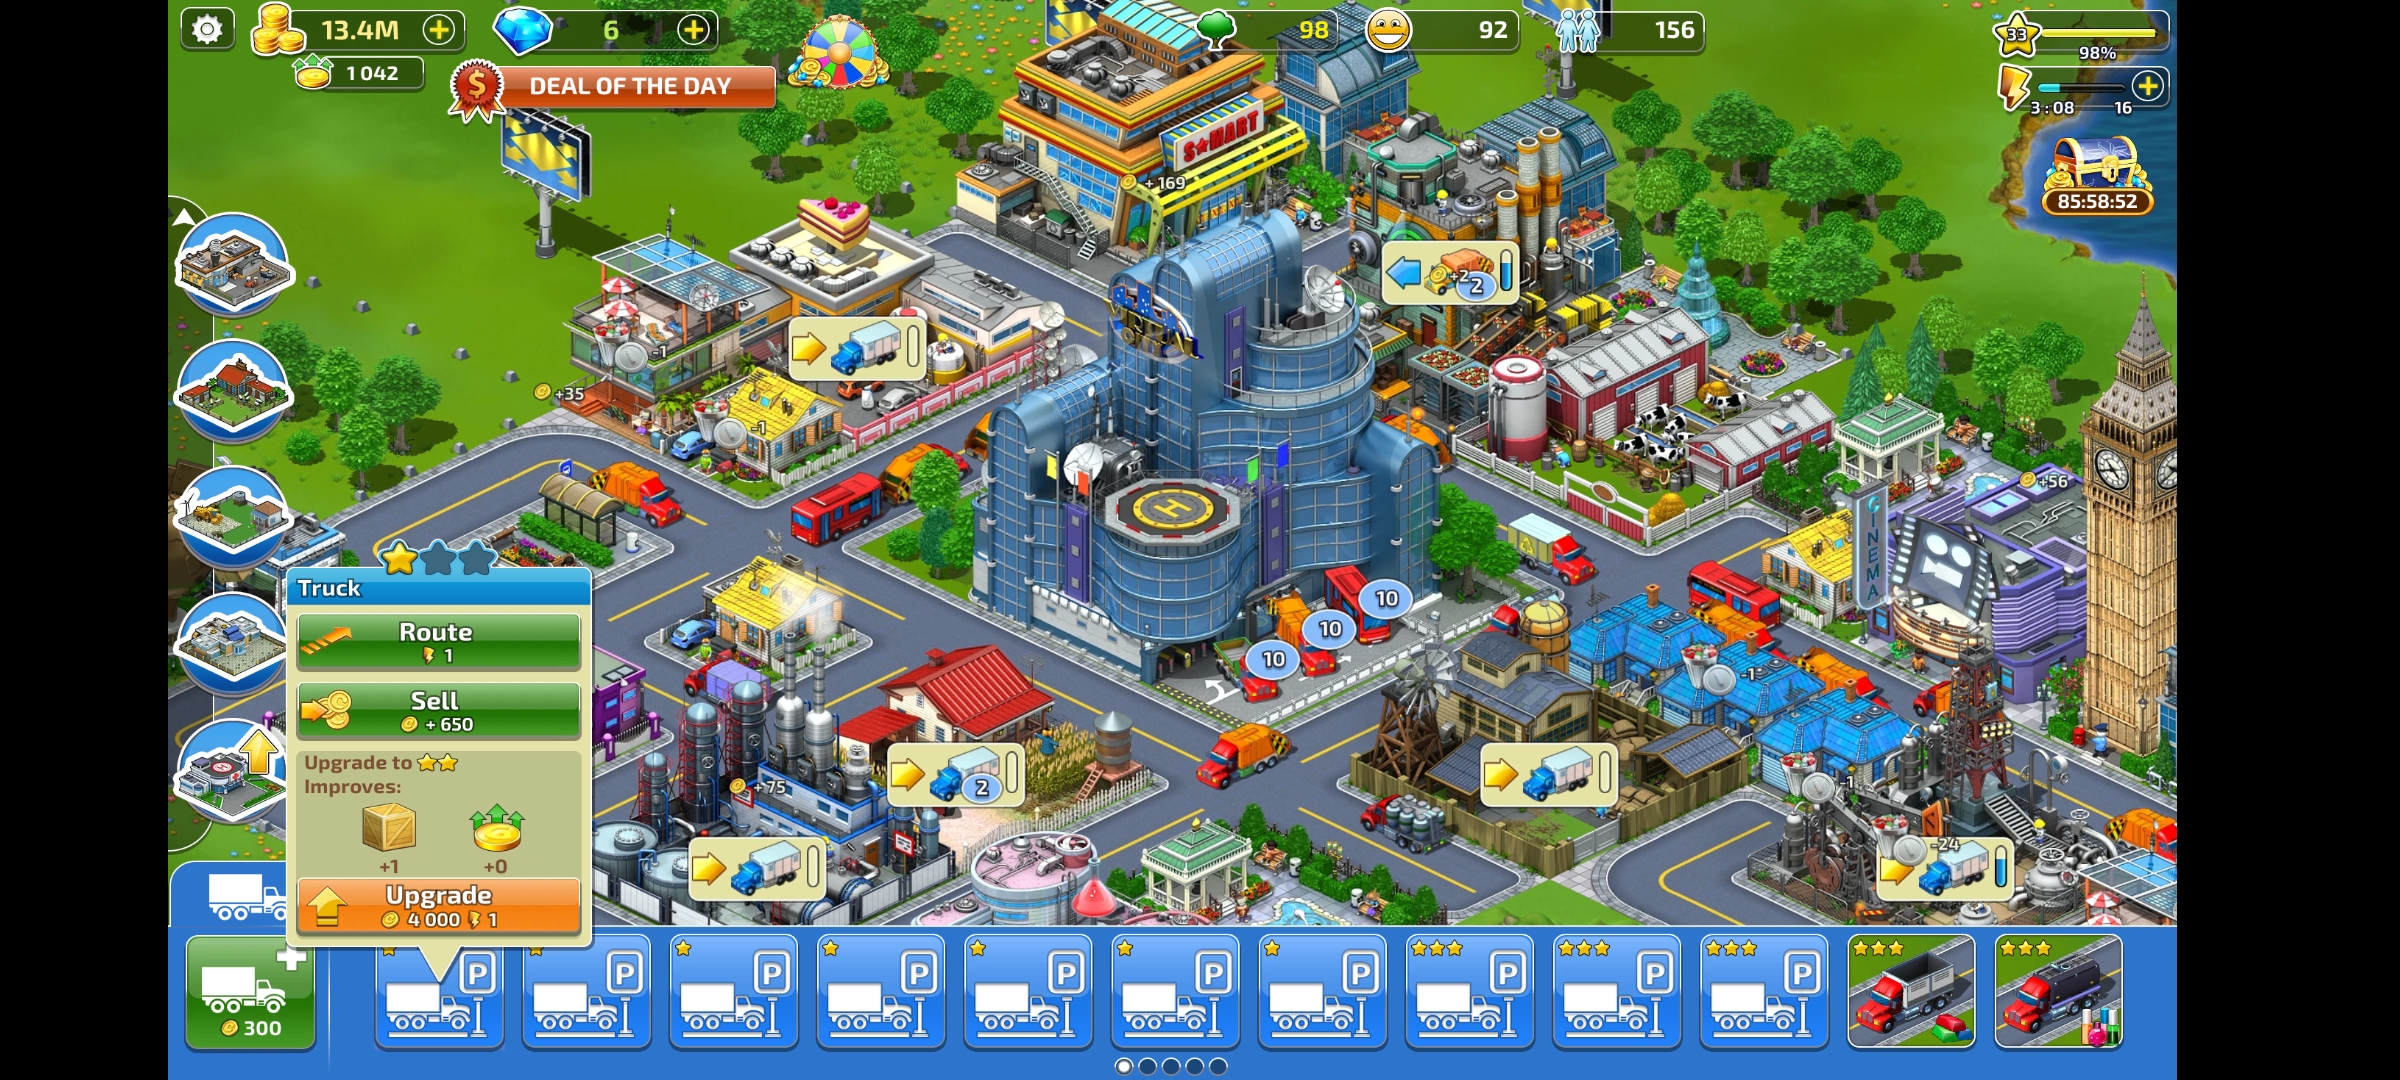 13.4M
6
98
92
156
33
98%
1 042
DEAL OF THE DAY
3:08
16
S★MART
+169
85:58:52
+2
2
-1
+35
-1
+56
CINEMA
H
10
10
10
Truck
Route
1
Sell
+ 650
Upgrade to
Improves:
+1
+0
Upgrade
4 000 1
-1
2
+75
-1
-24
P
P
P
P
P
P
P
P
P
P
300